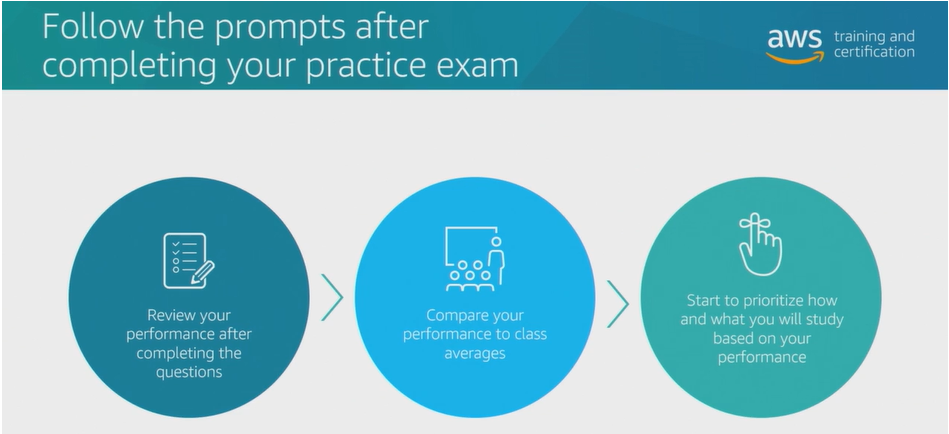 Follow the prompts after
completing your practice exam
aws training and
certification
Review your
performance after
completing the
questions
Compare your
performance to class
averages
Start to prioritize how
and what you will study
based on your
performance